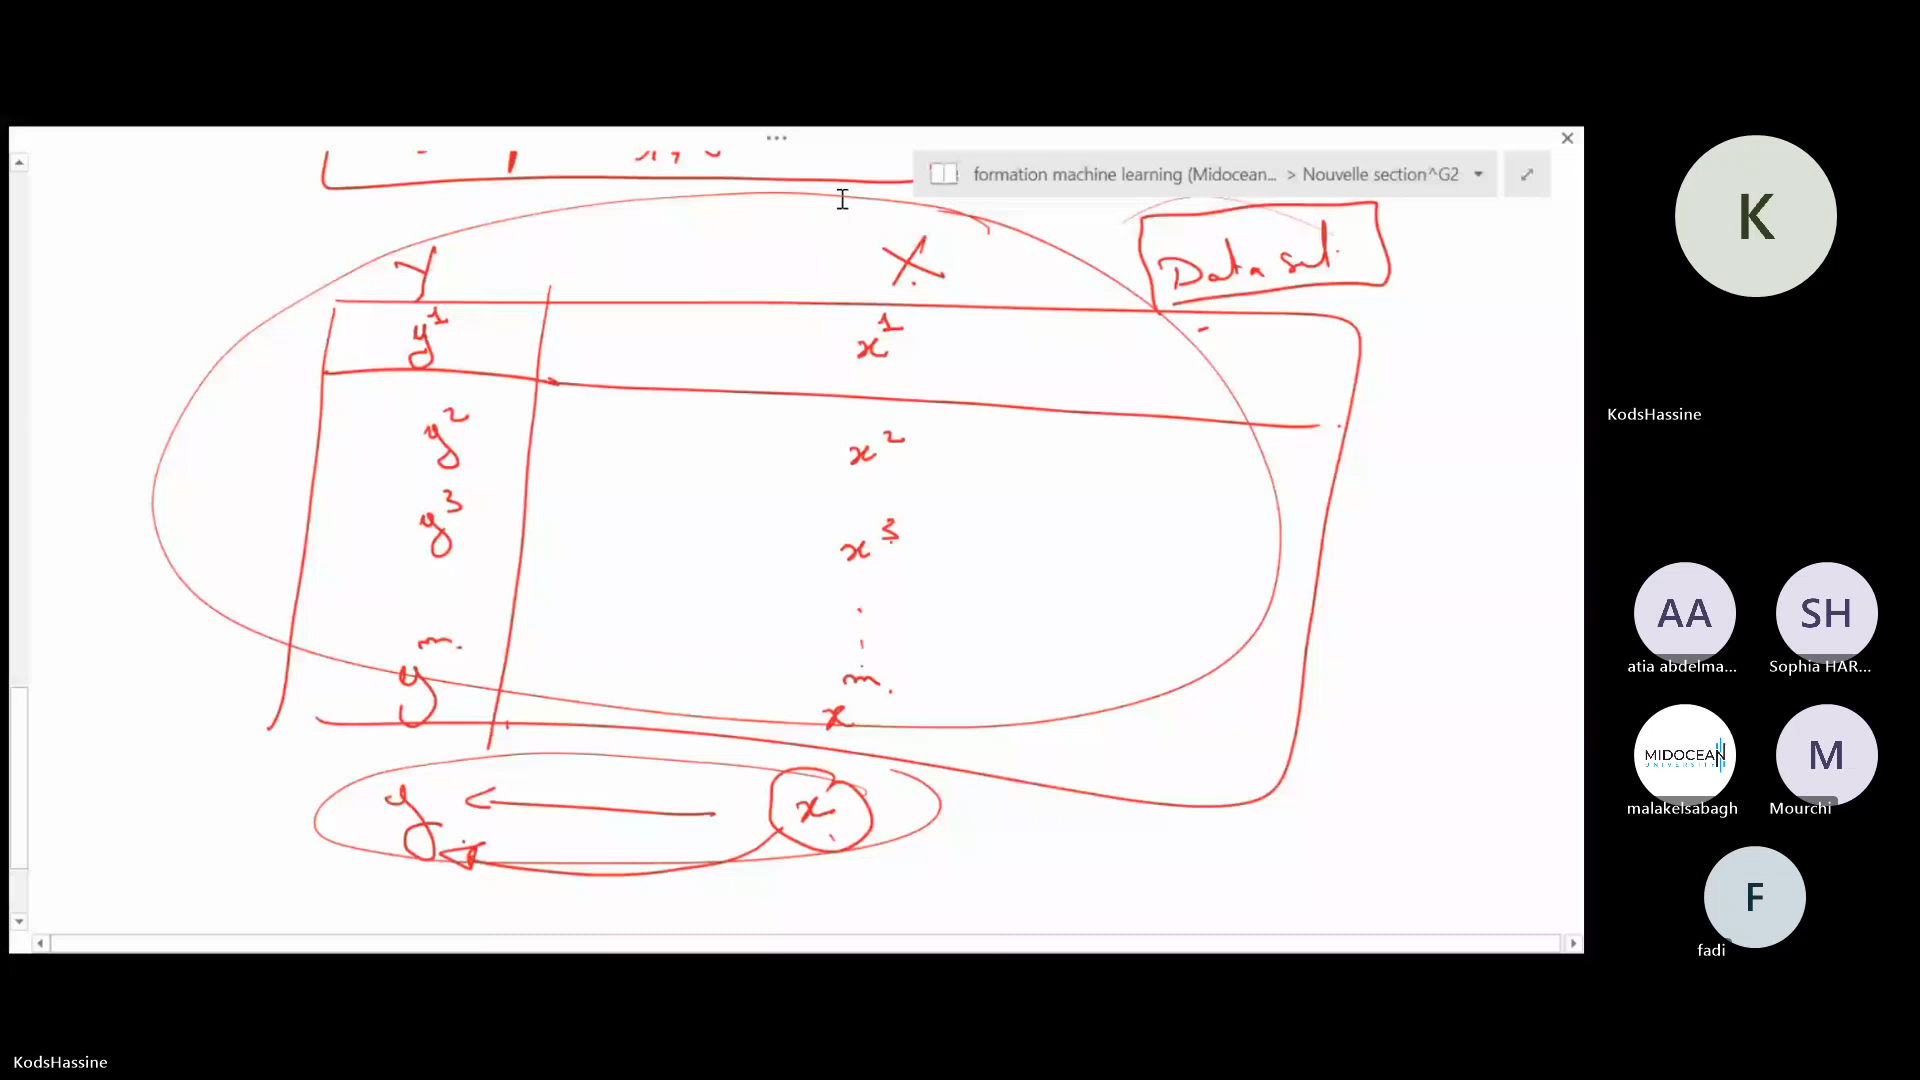 formation machine learning (Midocean... > Nouvelle section^G2
Data set
Y X
y¹ x¹
y² x²
y³ x³
yᵐ xᵐ
y x
K
KodsHassine
AA
atia abdelma...
SH
Sophia HAR...
MIDOCEAN
UNIVERSITY
malakelsabagh
M
Mourchi
F
fadi
KodsHassine